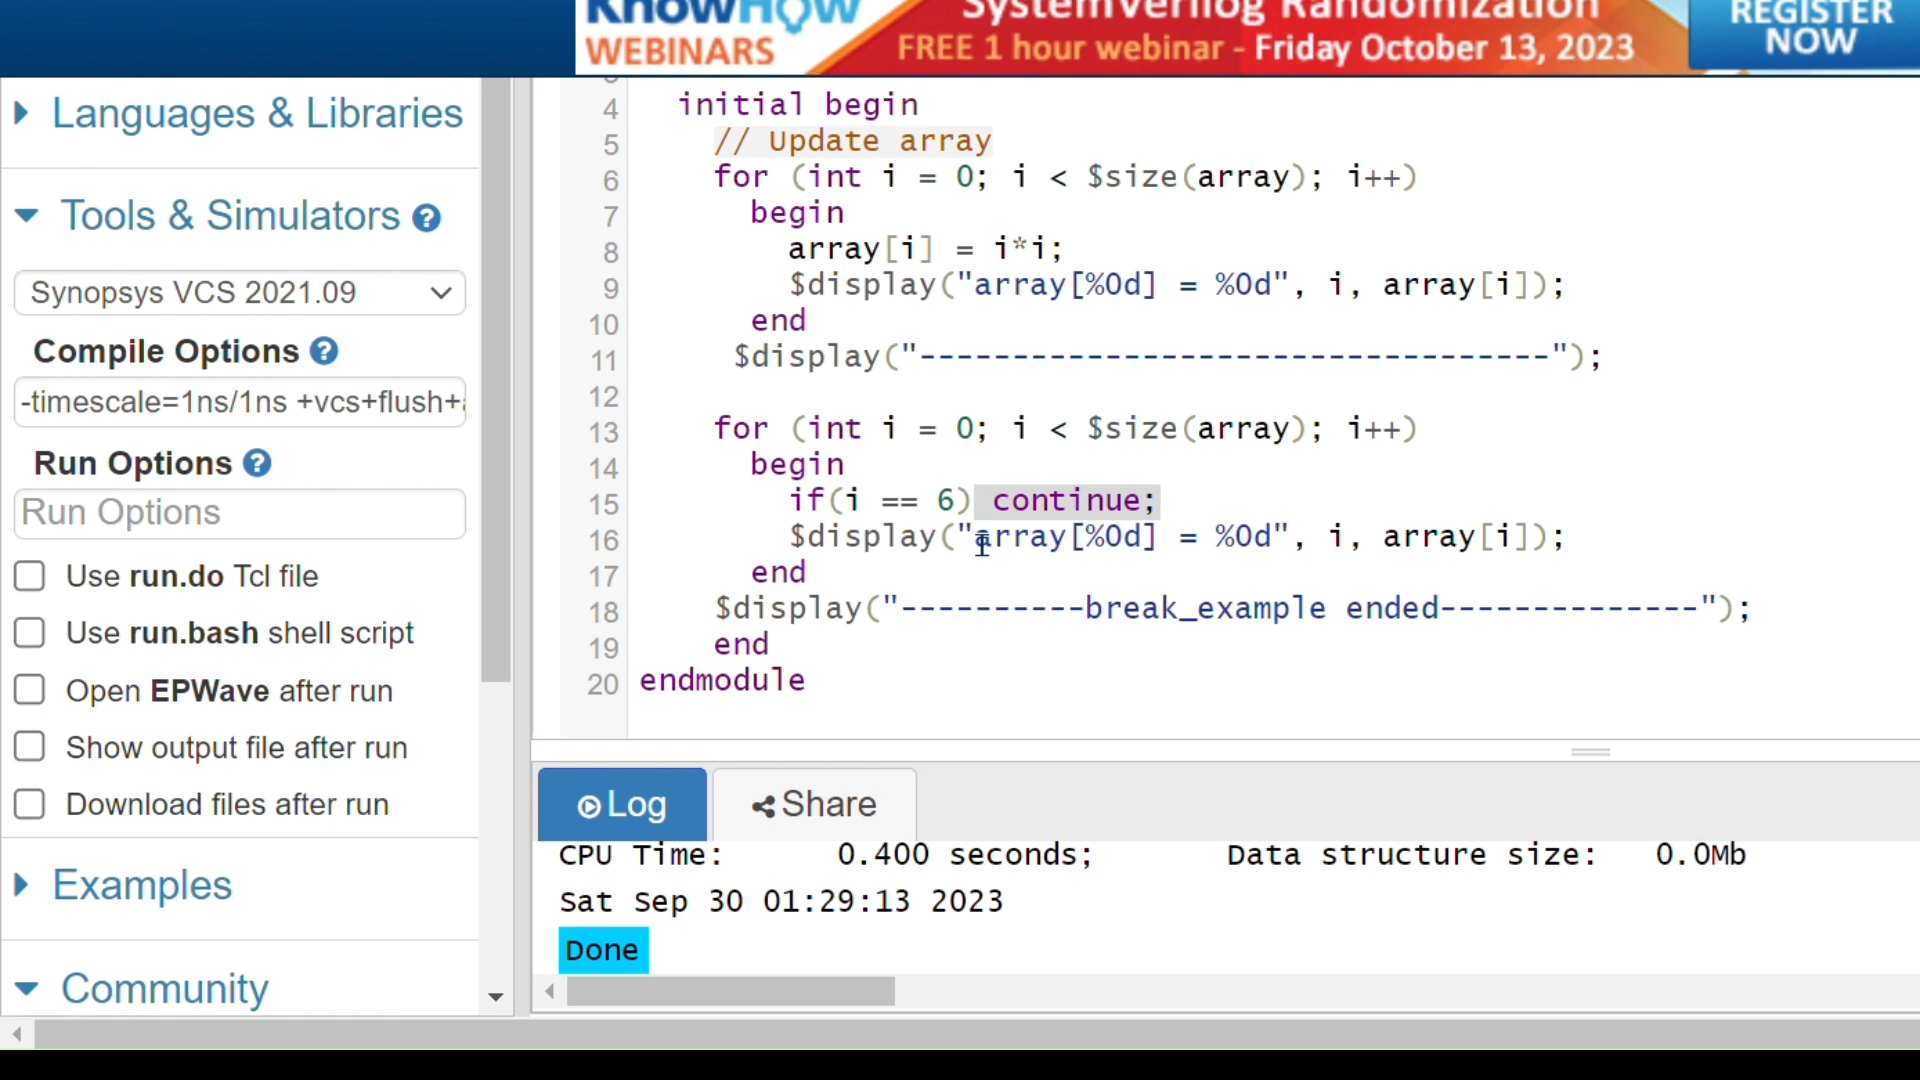 KnowHow
WEBINARS
SystemVerilog Randomization
FREE 1 hour webinar - Friday October 13, 2023
REGISTER
NOW
Languages & Libraries
Tools & Simulators
Synopsys VCS 2021.09
Compile Options
-timescale=1ns/1ns +vcs+flush+
Run Options
Run Options
Use run.do Tcl file
Use run.bash shell script
Open EPWave after run
Show output file after run
Download files after run
Examples
Community
4 initial begin
5 // Update array
6 for (int i = 0; i < $size(array); i++)
7 begin
8 array[i] = i*i;
9 $display("array[%0d] = %0d", i, array[i]);
10 end
11 $display("----------------------------------");
12
13 for (int i = 0; i < $size(array); i++)
14 begin
15 if(i == 6) continue;
16 $display("array[%0d] = %0d", i, array[i]);
17 end
18 $display("----------break_example ended--------------");
19 end
20 endmodule
Log
Share
CPU Time: 0.400 seconds; Data structure size: 0.0Mb
Sat Sep 30 01:29:13 2023
Done